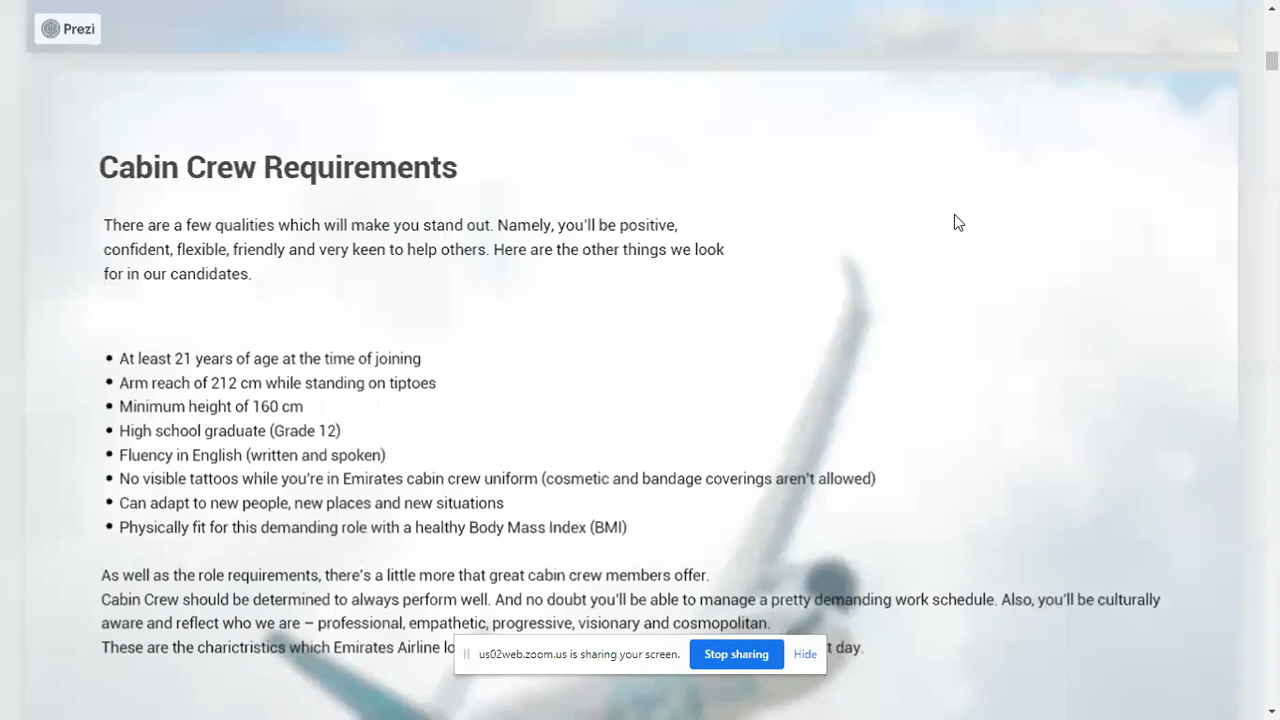 Prezi
Cabin Crew Requirements
There are a few qualities which will make you stand out. Namely, you'll be positive,
confident, flexible, friendly and very keen to help others. Here are the other things we look
for in our candidates.
• At least 21 years of age at the time of joining
• Arm reach of 212 cm while standing on tiptoes
• Minimum height of 160 cm
• High school graduate (Grade 12)
• Fluency in English (written and spoken)
• No visible tattoos while you're in Emirates cabin crew uniform (cosmetic and bandage coverings aren't allowed)
• Can adapt to new people, new places and new situations
• Physically fit for this demanding role with a healthy Body Mass Index (BMI)
As well as the role requirements, there's a little more that great cabin crew members offer.
Cabin Crew should be determined to always perform well. And no doubt you'll be able to manage a pretty demanding work schedule. Also, you'll be culturally
aware and reflect who we are – professional, empathetic, progressive, visionary and cosmopolitan.
These are the charictristics which Emirates Airline day.
us02web.zoom.us is sharing your screen. Stop sharing Hide